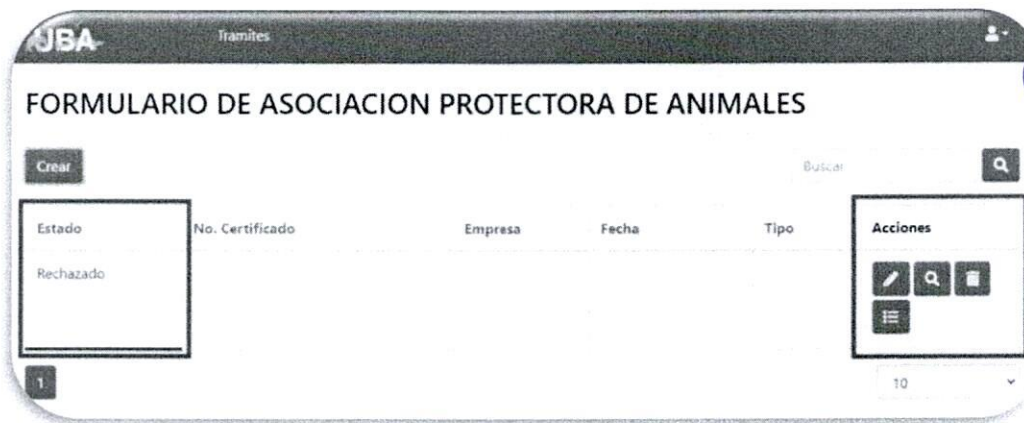 UBA
Tramites
FORMULARIO DE ASOCIACION PROTECTORA DE ANIMALES
Crear
Buscar
Estado No. Certificado Empresa Fecha Tipo Acciones
Rechazado
1
10